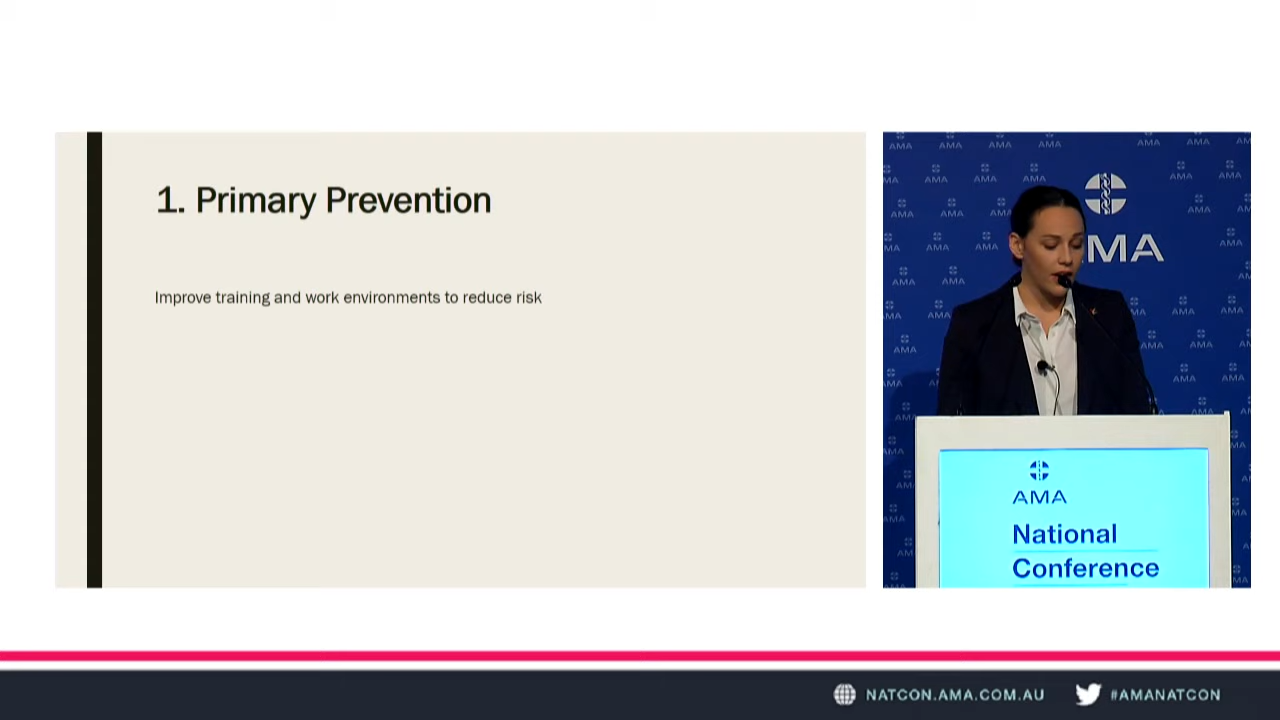 1. Primary Prevention
Improve training and work environments to reduce risk
AMA
AMA
National
Conference
NATCON.AMA.COM.AU
#AMANATCON